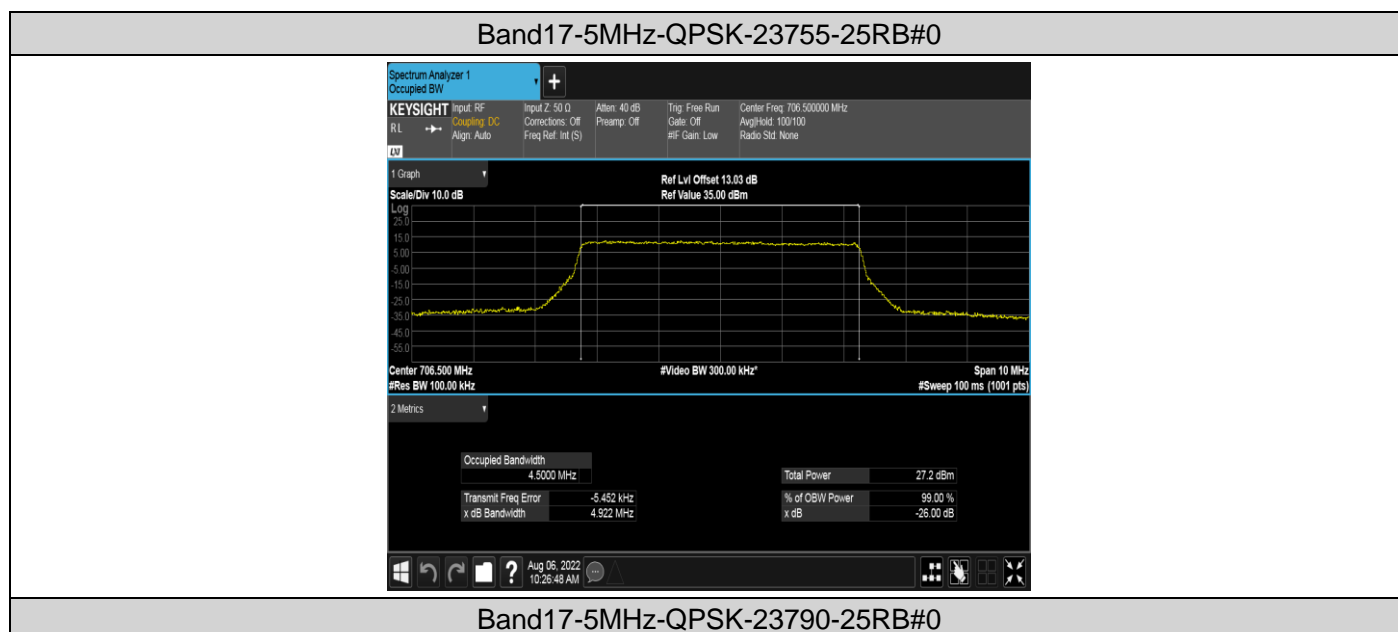 Band17-5MHz-QPSK-23755-25RB#0
Spectrum Analyzer 1
Occupied BW
+
KEYSIGHT Input: RF Input Z: 50 Ω Atten: 40 dB Trig: Free Run Center Freq: 706.500000 MHz
RL Coupling: DC Corrections: Off Preamp: Off Gate: Off Avg|Hold: 100/100
Align: Auto Freq Ref: Int (S) #IF Gain: Low Radio Std: None
LXI
1 Graph
Ref Lvl Offset 13.03 dB
Scale/Div 10.0 dB Ref Value 35.00 dBm
Log
25.0
15.0
5.00
-5.00
-15.0
-25.0
-35.0
-45.0
-55.0
Center 706.500 MHz #Video BW 300.00 kHz* Span 10 MHz
#Res BW 100.00 kHz #Sweep 100 ms (1001 pts)
2 Metrics
Occupied Bandwidth
4.5000 MHz Total Power 27.2 dBm
Transmit Freq Error -5.452 kHz % of OBW Power 99.00 %
x dB Bandwidth 4.922 MHz x dB -26.00 dB
? Aug 06, 2022
10:26:48 AM
Band17-5MHz-QPSK-23790-25RB#0